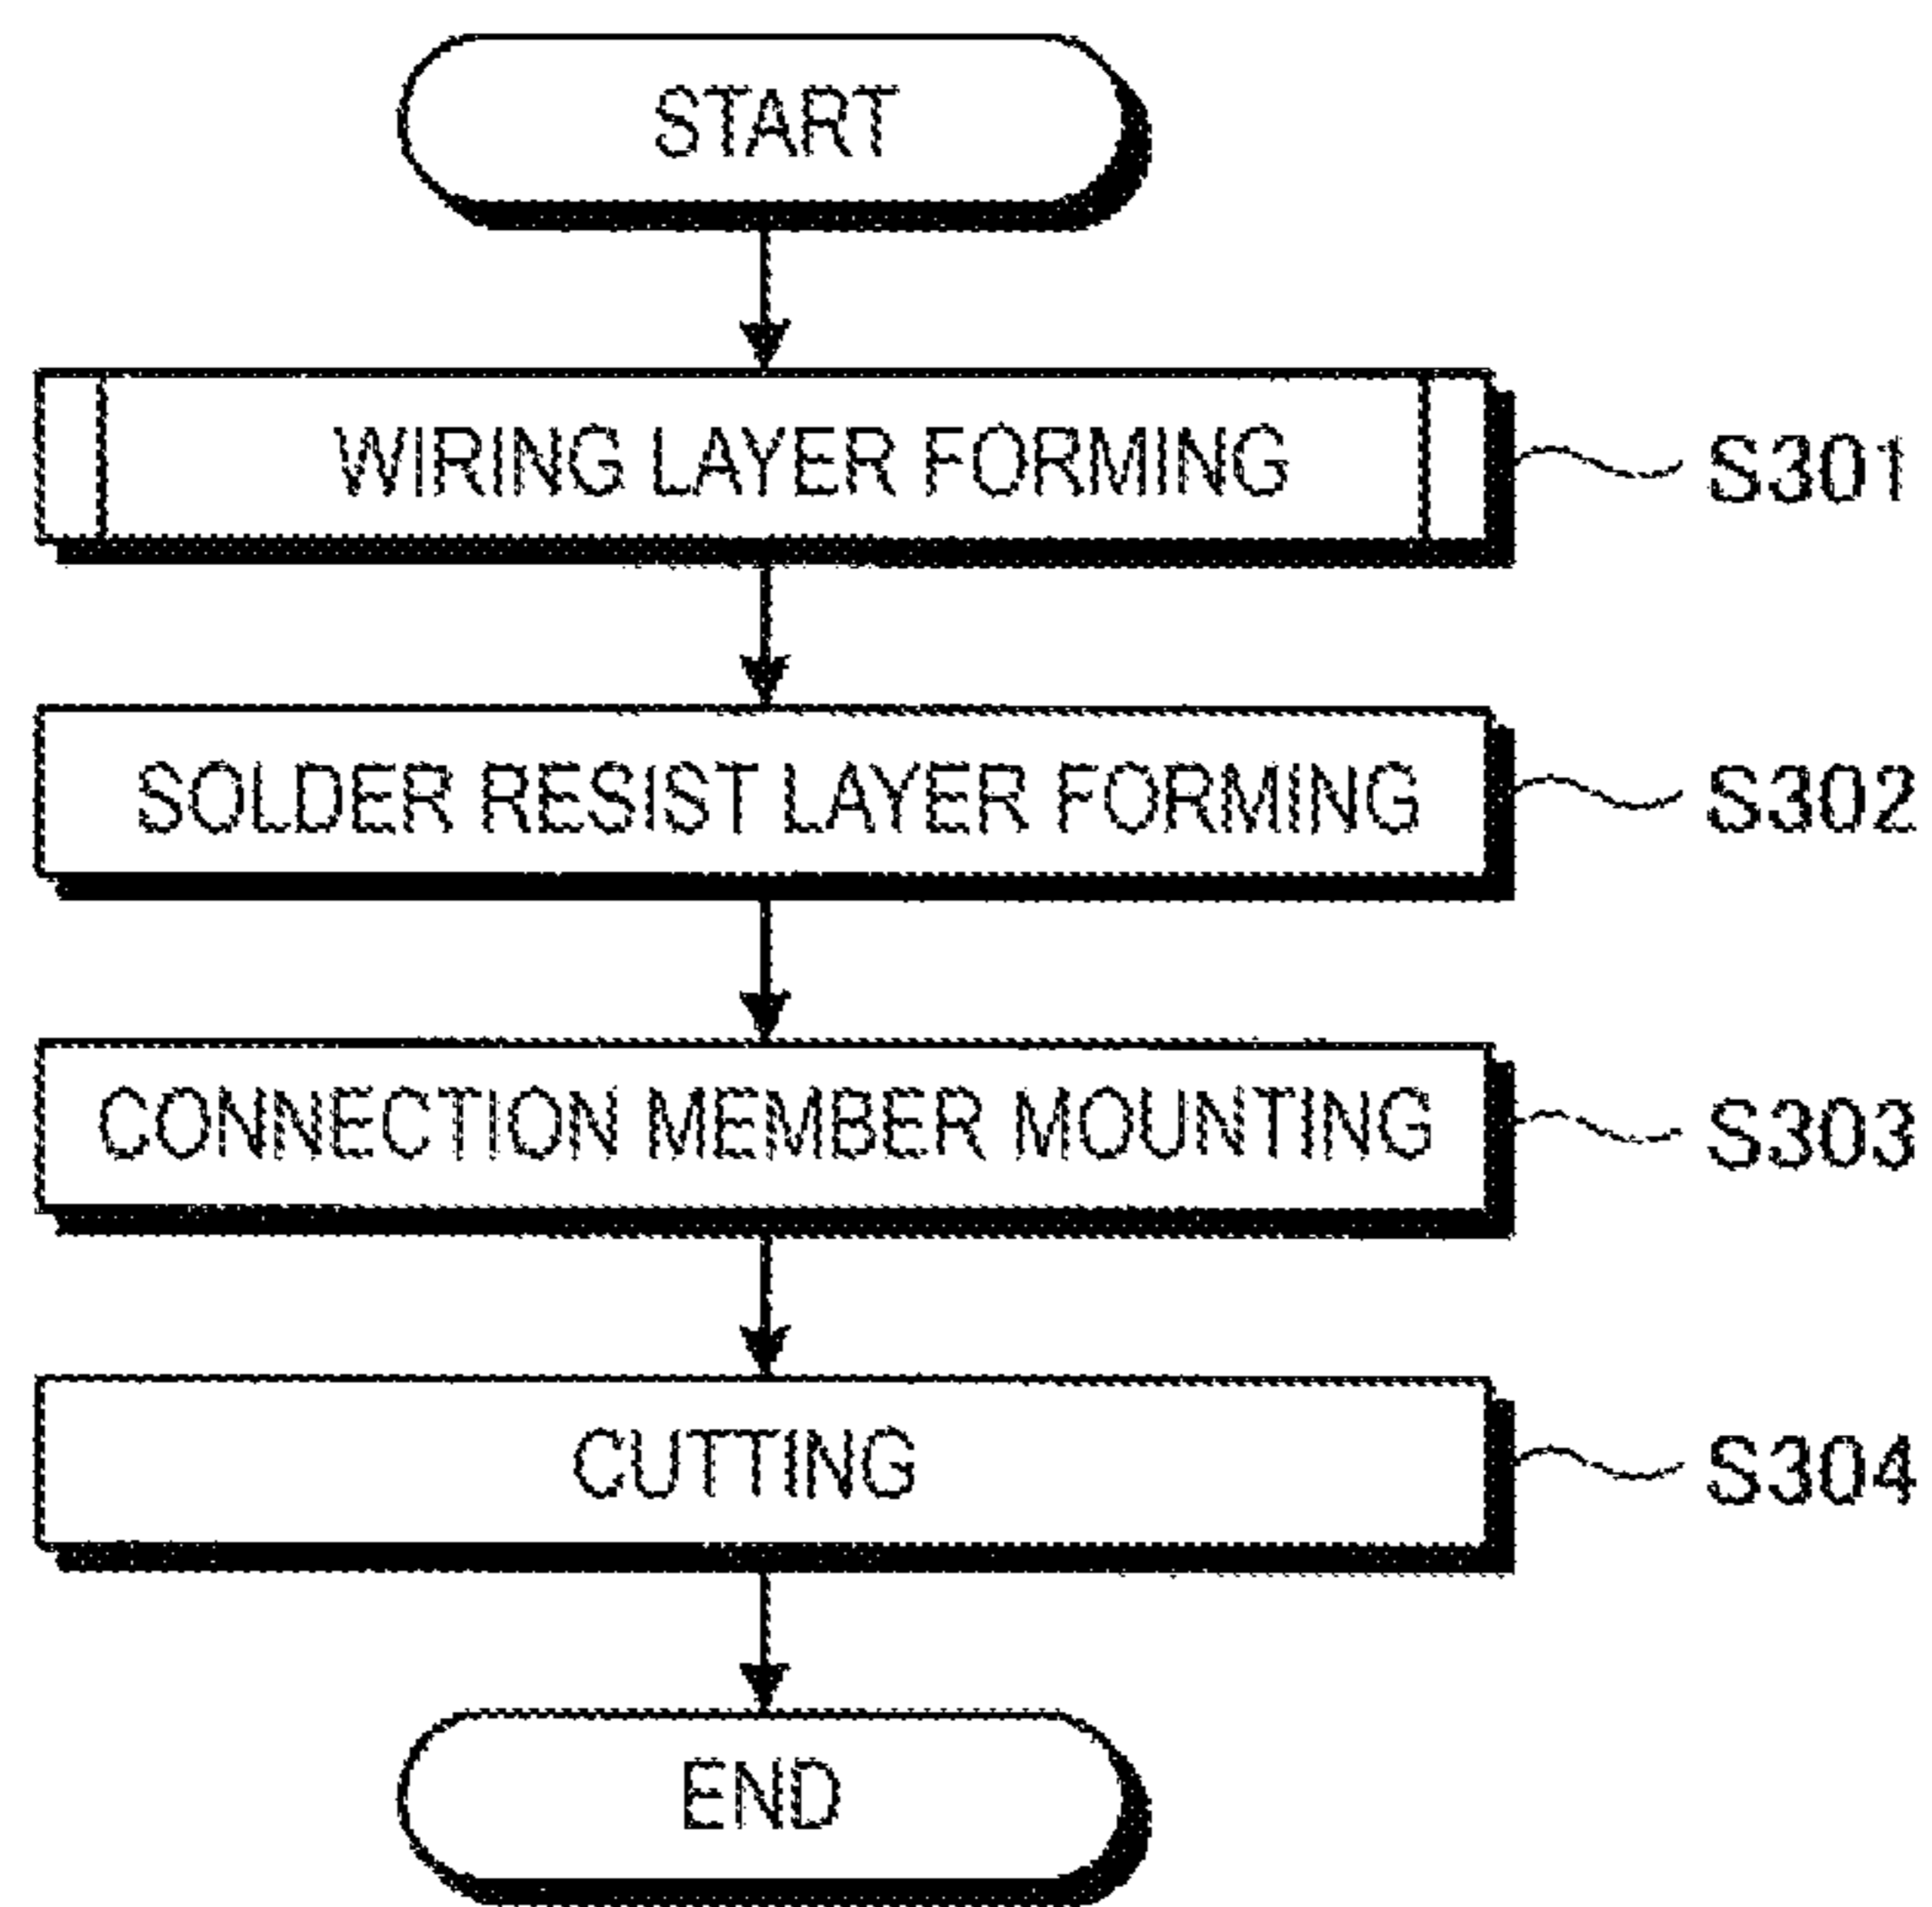 START
WIRING LAYER FORMING
S301
SOLDER RESIST LAYER FORMING
S302
CONNECTION MEMBER MOUNTING
S303
CUTTING
S304
END